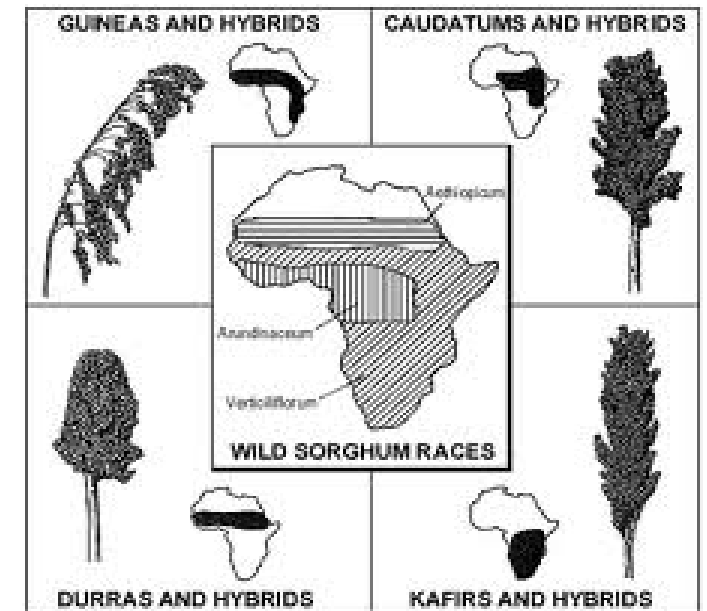 GUINEAS AND HYBRIDS
CAUDATUMS AND HYBRIDS
Aethiopicum
Arundinaceum
Verticilliflorum
WILD SORGHUM RACES
DURRAS AND HYBRIDS
KAFIRS AND HYBRIDS